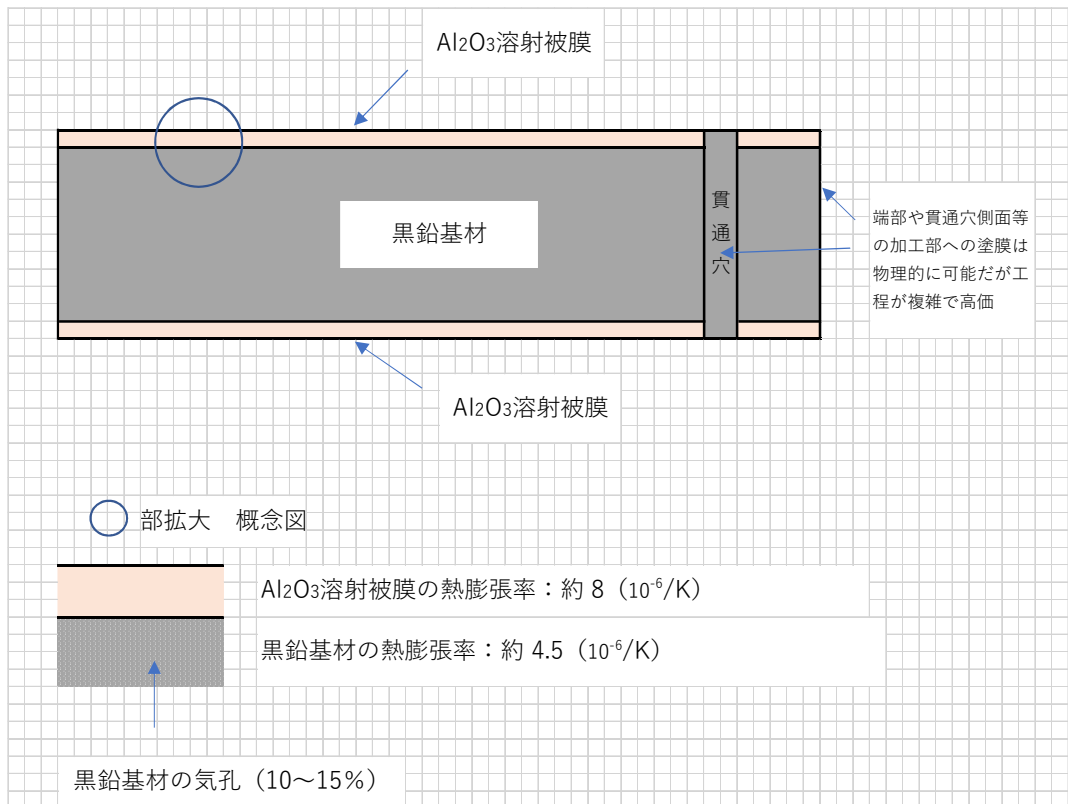 Al2O3溶射被膜
黒鉛基材
貫
通
穴
端部や貫通穴側面等
の加工部への塗膜は
物理的に可能だが工
程が複雑で高価
Al2O3溶射被膜
部拡大　概念図
Al2O3溶射被膜の熱膨張率：約 8（10⁻⁶/K）
黒鉛基材の熱膨張率：約 4.5（10⁻⁶/K）
黒鉛基材の気孔（10～15%）